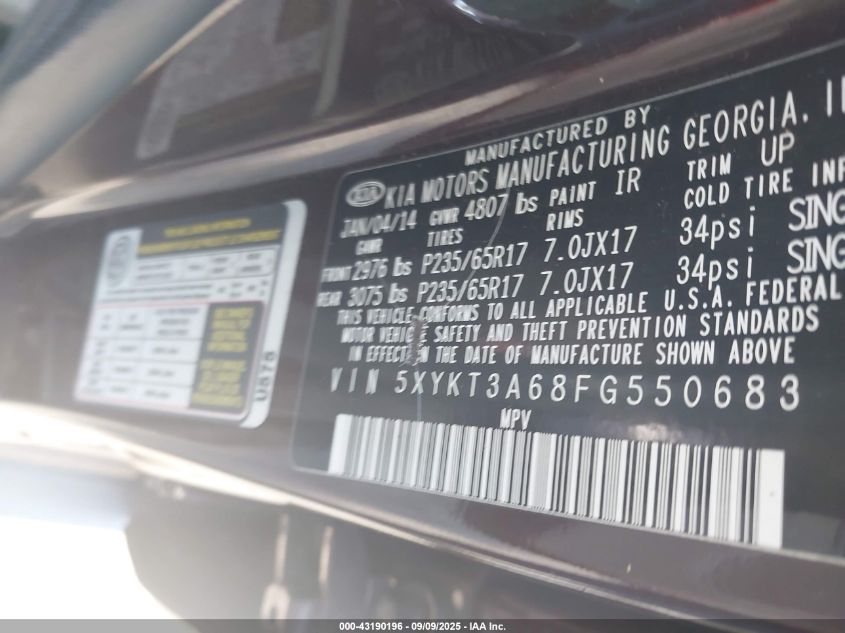 MANUFACTURED BY
KIA KIA MOTORS MANUFACTURING GEORGIA,
JAN/04/14 GVWR 4807 lbs PAINT IR TRIM UP
GAWR TIRES RIMS COLD TIRE INF
FRONT 2976 lbs P235/65R17 7.0JX17 34psi SING
REAR 3075 lbs P235/65R17 7.0JX17 34psi SING
THIS VEHICLE CONFORMS TO ALL APPLICABLE U.S.A. FEDERAL
MOTOR VEHICLE SAFETY AND THEFT PREVENTION STANDARDS
IN EFFECT ON THE DATE OF MANUFACTURE SHOWN ABOVE
VIN 5XYKT3A68FG550683
MPV
U575
000-43190196 - 09/09/2025 - IAA Inc.